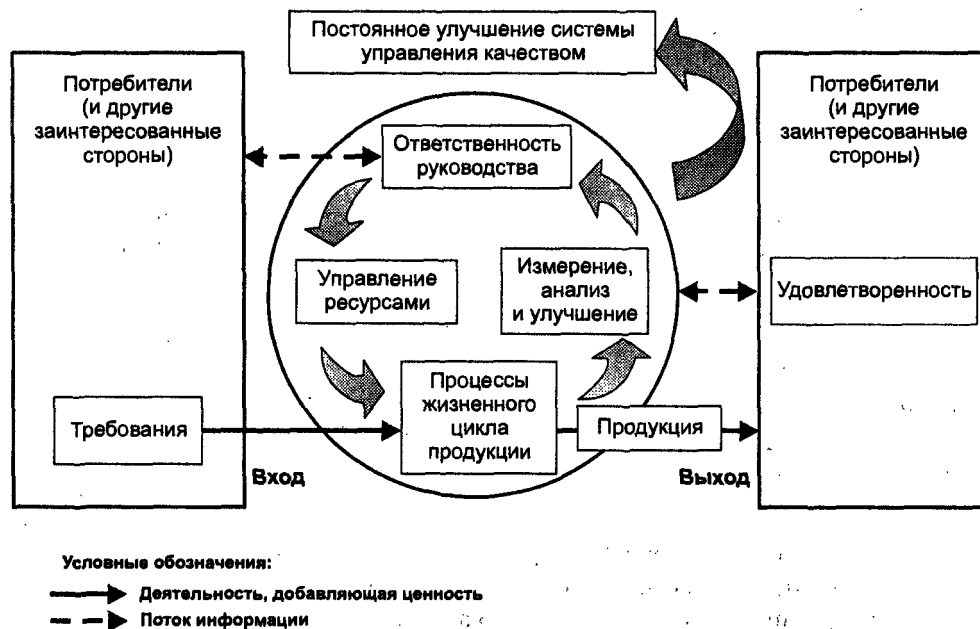 Постоянное улучшение системы
управления качеством
Потребители
(и другие
заинтересованные
стороны)
Потребители
(и другие
заинтересованные
стороны)
Ответственность
руководства
Управление
ресурсами
Измерение,
анализ
и улучшение
Удовлетворенность
Процессы
жизненного
цикла
продукции
Требования
Продукция
Вход
Выход
Условные обозначения:
Деятельность, добавляющая ценность
Поток информации